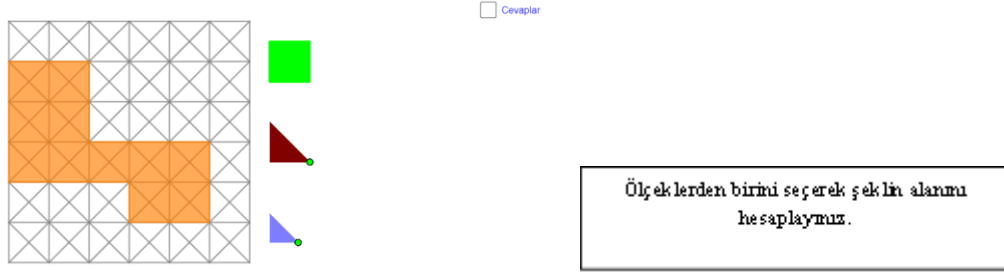 Cevaplar
Ölçeklerden birini seçerek şeklin alanını
hesaplayınız.